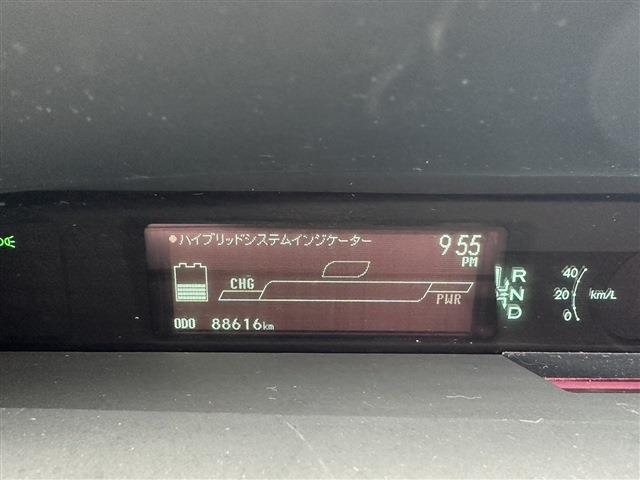 ハイブリッドシステムインジケーター
9:55
PM
CHG
PWR
ODO 88616km
R
N
D
40
20
0
km/L